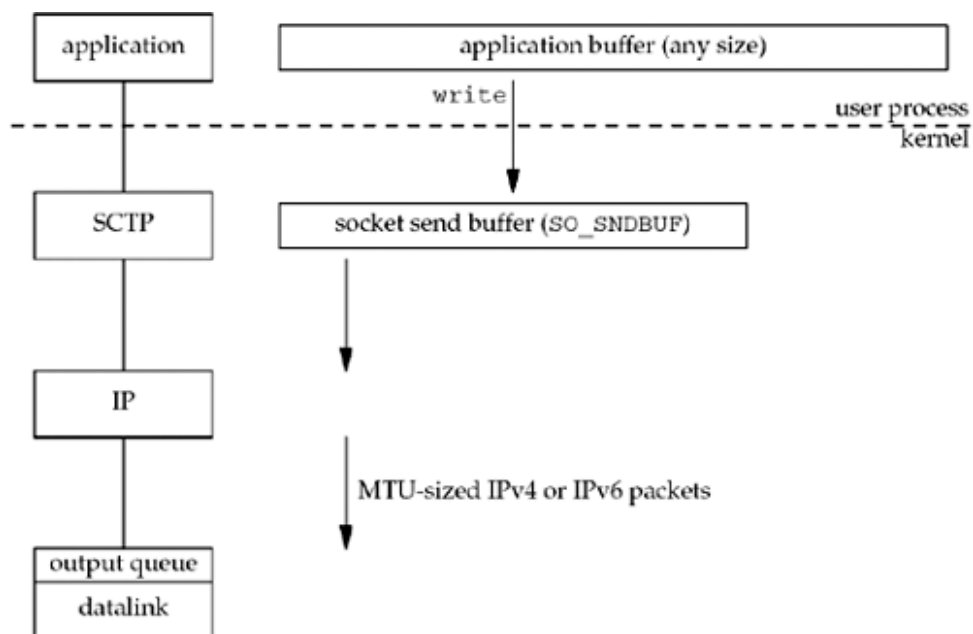 application
application buffer (any size)
write
user process
kernel
SCTP
socket send buffer (SO_SNDBUF)
IP
MTU-sized IPv4 or IPv6 packets
output queue
datalink